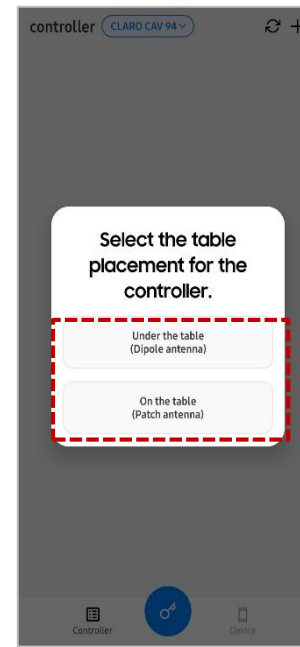 controller CLARO CAV 94
Select the table
placement for the
controller.
Under the table
(Dipole antenna)
On the table
(Patch antenna)
Controller
Device